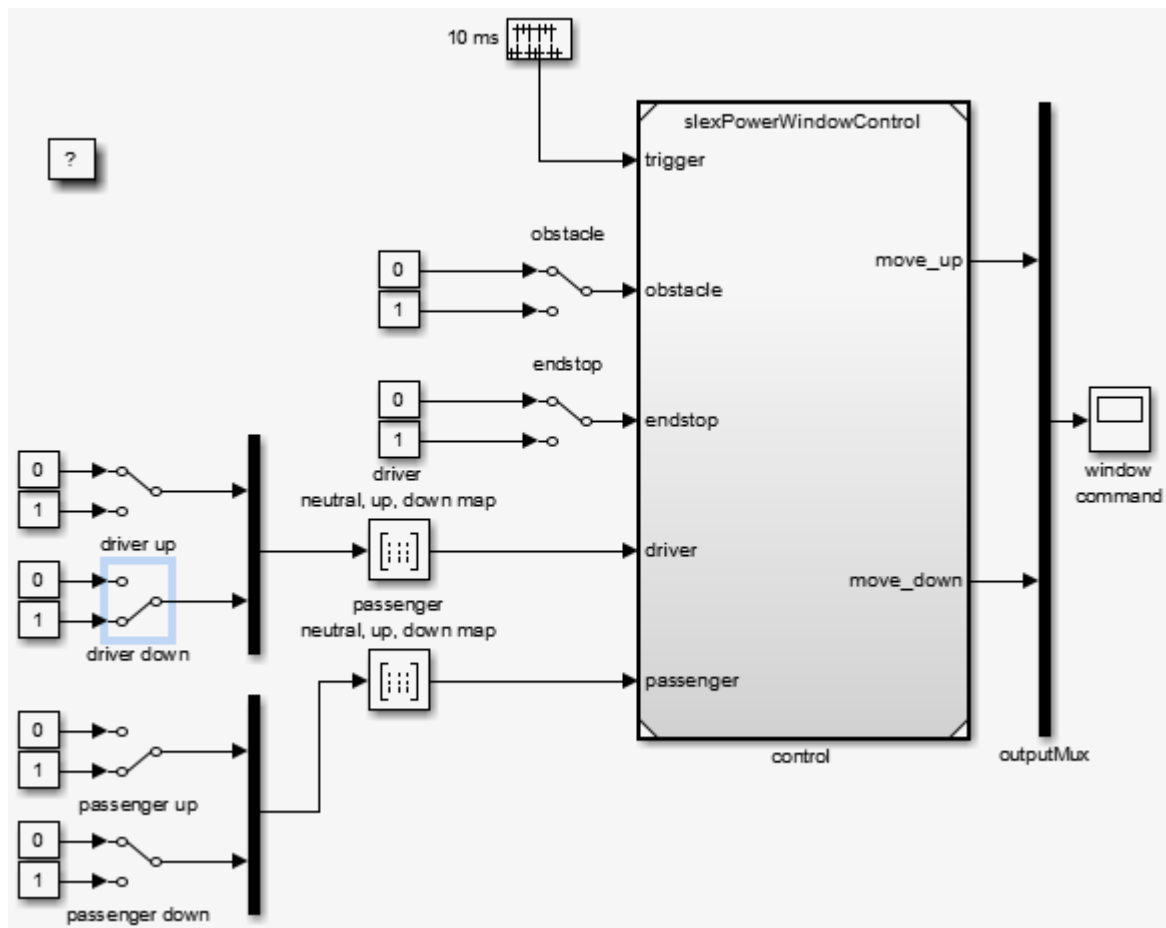 10 ms
?
slexPowerWindowControl
trigger
obstacle
0
1
obstacle
move_up
endstop
0
1
endstop
driver
neutral, up, down map
0
1
driver up
driver
0
1
driver down
move_down
window
command
passenger
neutral, up, down map
passenger
0
1
passenger up
0
1
passenger down
control
outputMux